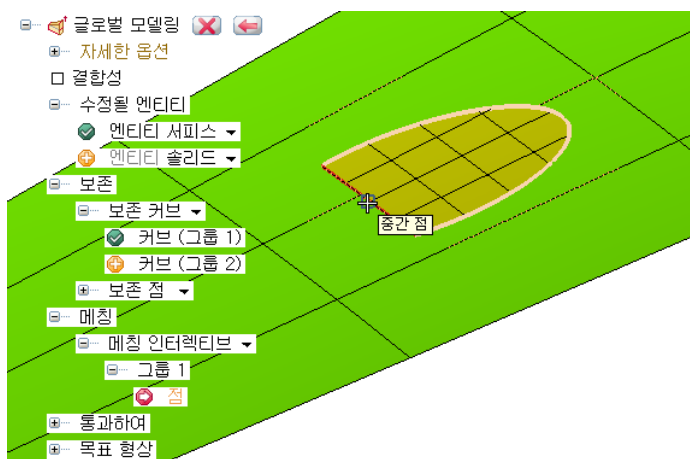 글로벌 모델링
자세한 옵션
결합성
수정될 엔티티
엔티티 서피스
엔티티 솔리드
보존
보존 커브
커브 (그룹 1)
커브 (그룹 2)
보존 점
메칭
메칭 인터렉티브
그룹 1
점
통과하여
목표 형상
중간 점